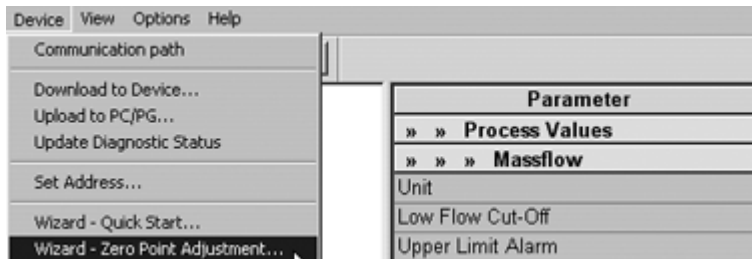 Device View Options Help
Communication path
Download to Device...
Upload to PC/PG...
Update Diagnostic Status
Set Address...
Wizard - Quick Start...
Wizard - Zero Point Adjustment...
Parameter
» » Process Values
» » » Massflow
Unit
Low Flow Cut-Off
Upper Limit Alarm